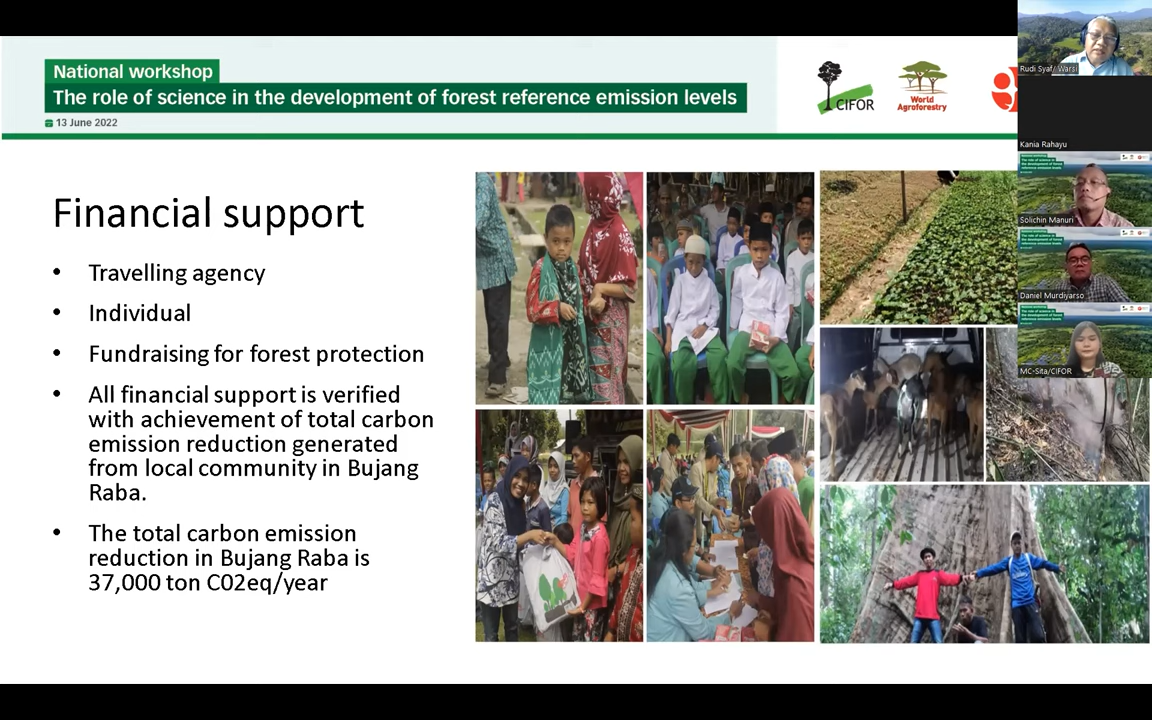 National workshop
The role of science in the development of forest reference emission levels
13 June 2022
CIFOR
World
Agroforestry
Financial support
• Travelling agency
• Individual
• Fundraising for forest protection
• All financial support is verified
with achievement of total carbon
emission reduction generated
from local community in Bujang
Raba.
• The total carbon emission
reduction in Bujang Raba is
37,000 ton C02eq/year
Rudi Syaf/ Warsi
Kania Rahayu
Solichin Manuri
Daniel Murdiyarso
MC-Sita/CIFOR